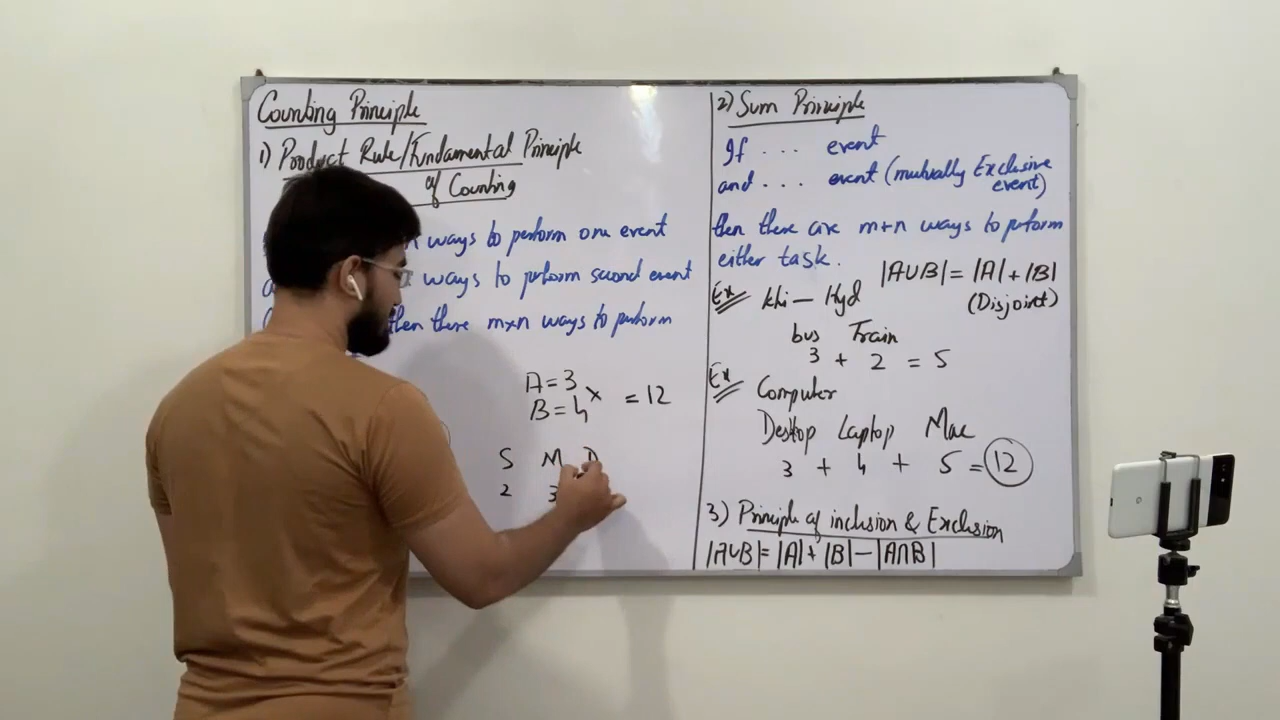 Counting Principle
1) Product Rule/Fundamental Principle
of Counting
ways to perform one event
ways to perform second event
then there m×n ways to perform
A = 3
B = 4
×
= 12
S M
2 3
2) Sum Principle
If ... event
and ... event (mutually Exclusive
event)
then there are m+n ways to perform
either task.
|A∪B| = |A| + |B|
(Disjoint)
Ex Khi — Hyd
bus Train
3 + 2 = 5
Ex Computer
Desktop Laptop Mac
3 + 4 + 5 = 12
3) Principle of inclusion & Exclusion
|A∪B| = |A| + |B| - |A∩B|